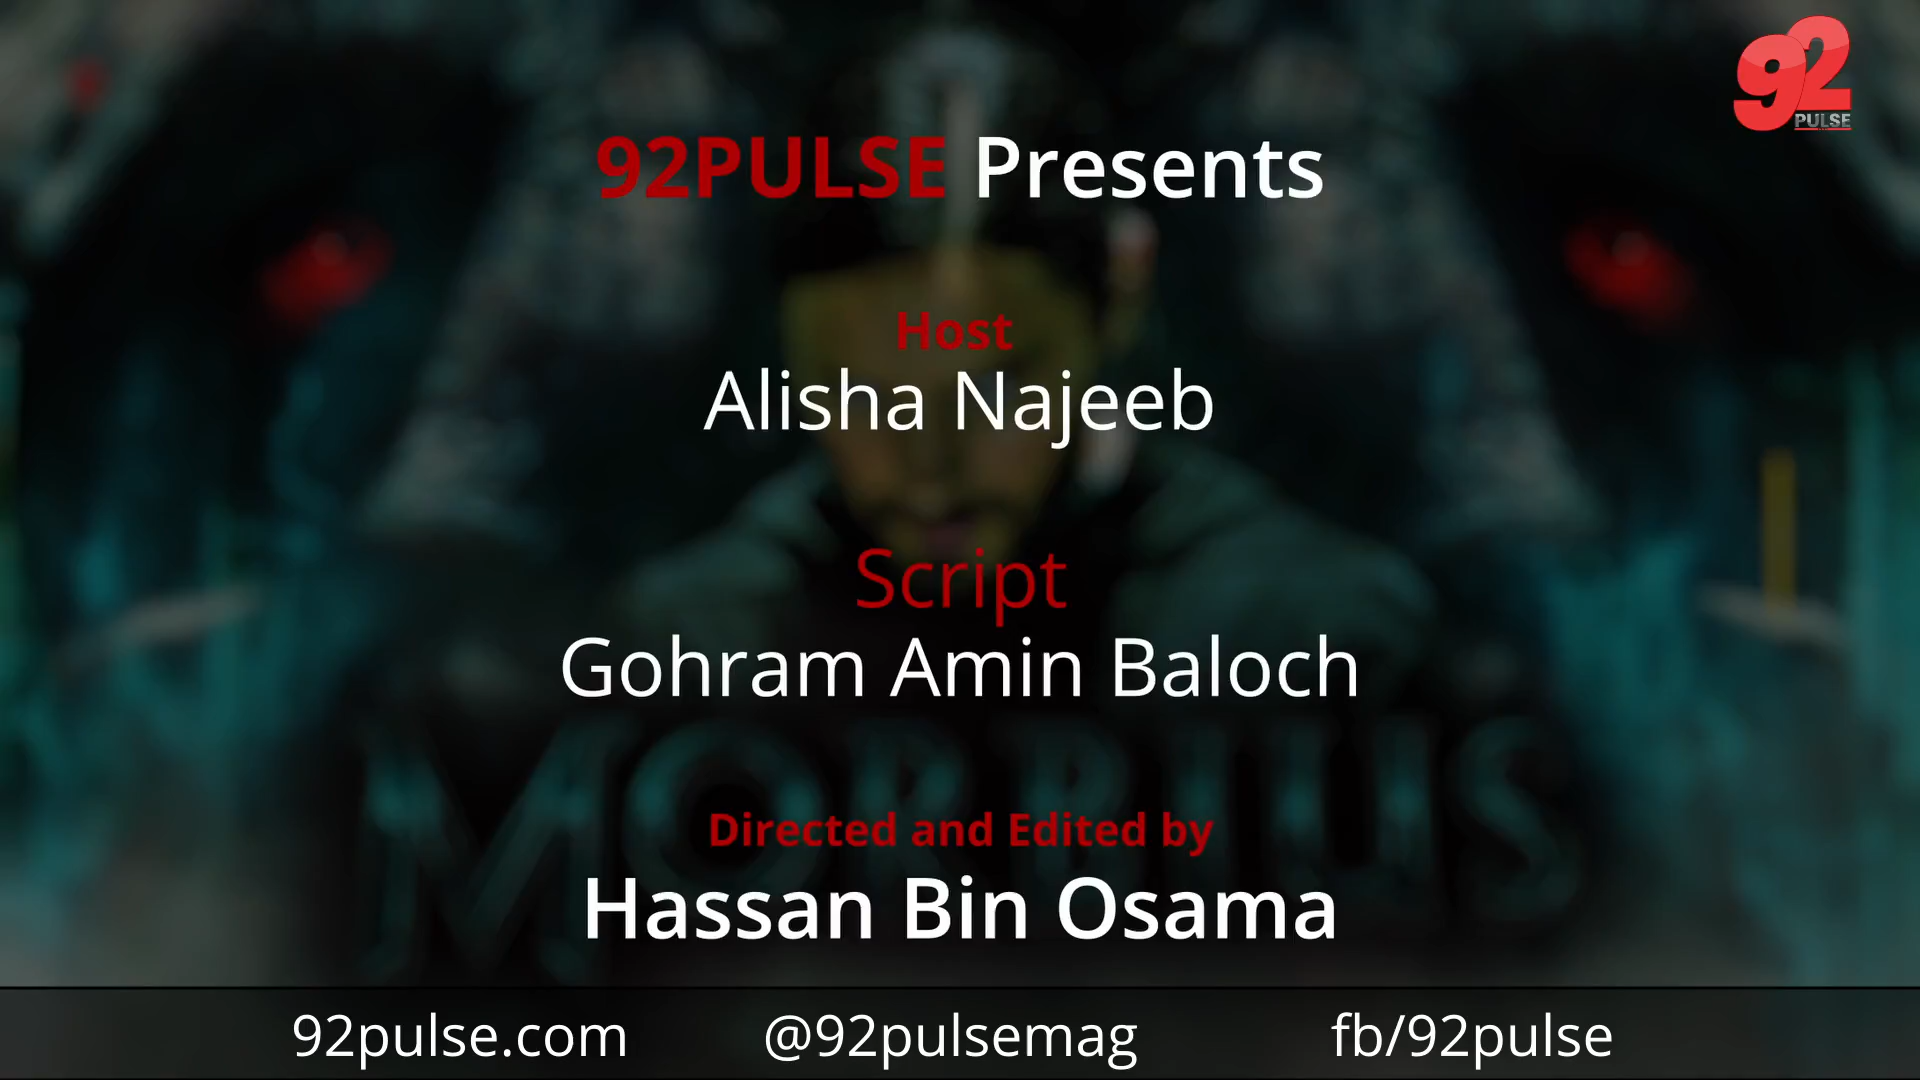 92
PULSE
92PULSE Presents
Host
Alisha Najeeb
Script
Gohram Amin Baloch
MORBIUS
Directed and Edited by
Hassan Bin Osama
92pulse.com @92pulsemag fb/92pulse